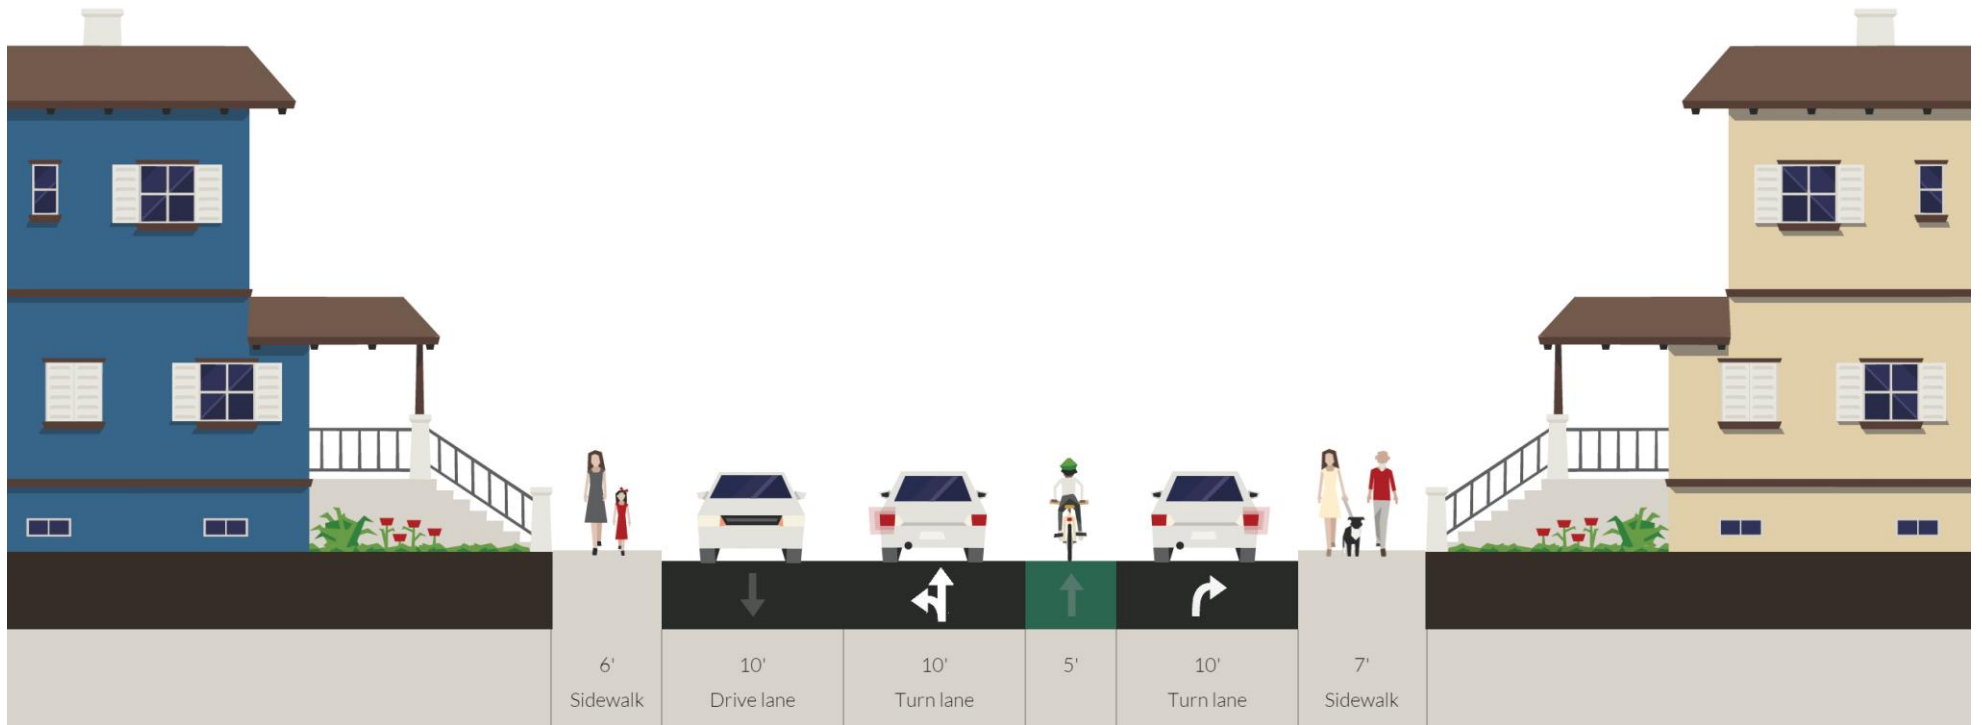 6' 10' 10' 5' 10' 7'
Sidewalk Drive lane Turn lane Turn lane Sidewalk